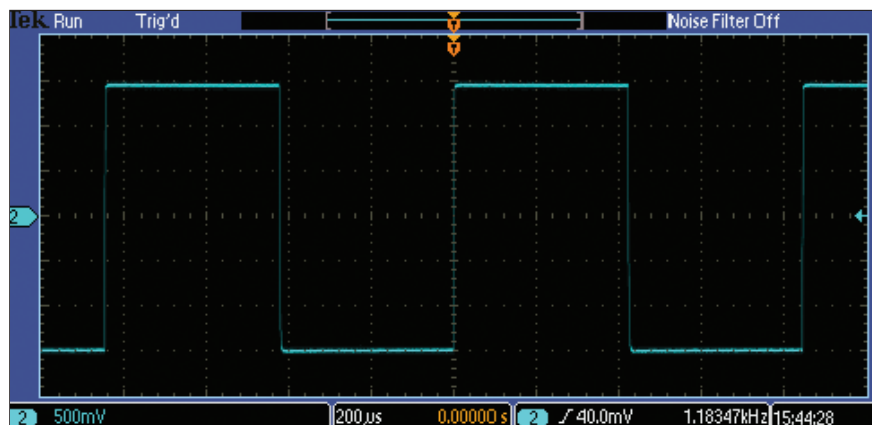 Tek Run Trig'd Noise Filter Off
T
T
2
2 500mV 200µs 0.00000 s 2 40.0mV 1.18347kHz 15:44:28